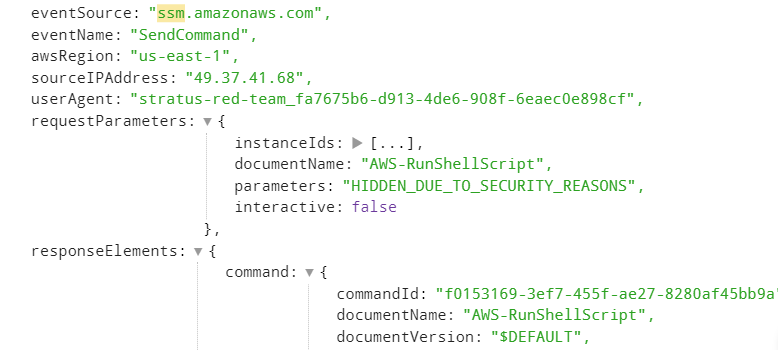 eventSource: "ssm.amazonaws.com",
eventName: "SendCommand",
awsRegion: "us-east-1",
sourceIPAddress: "49.37.41.68",
userAgent: "stratus-red-team_fa7675b6-d913-4de6-908f-6eaec0e898cf",
requestParameters: ▼ {
instanceIds: ▶ [...],
documentName: "AWS-RunShellScript",
parameters: "HIDDEN_DUE_TO_SECURITY_REASONS",
interactive: false
},
responseElements: ▼ {
command: ▼ {
commandId: "f0153169-3ef7-455f-ae27-8280af45bb9a"
documentName: "AWS-RunShellScript",
documentVersion: "$DEFAULT",